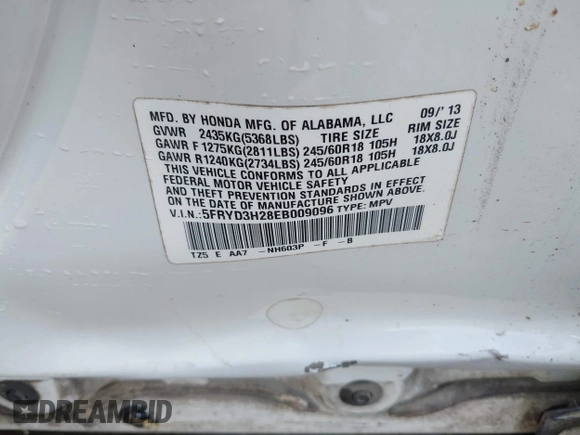 MFD. BY HONDA MFG. OF ALABAMA, LLC 09/'13
GVWR 2435KG(5368LBS) TIRE SIZE RIM SIZE
GAWR F 1275KG(2811LBS) 245/60R18 105H 18X8.0J
GAWR R 1240KG(2734LBS) 245/60R18 105H 18X8.0J
THIS VEHICLE CONFORMS TO ALL APPLICABLE
FEDERAL MOTOR VEHICLE SAFETY
AND THEFT PREVENTION STANDARDS IN EFFECT
ON THE DATE OF MANUFACTURE SHOWN ABOVE.
V.I.N.:5FRYD3H28EB009096 TYPE: MPV
TZ5 E AA7 -NH603P -F -B
DREAMBID